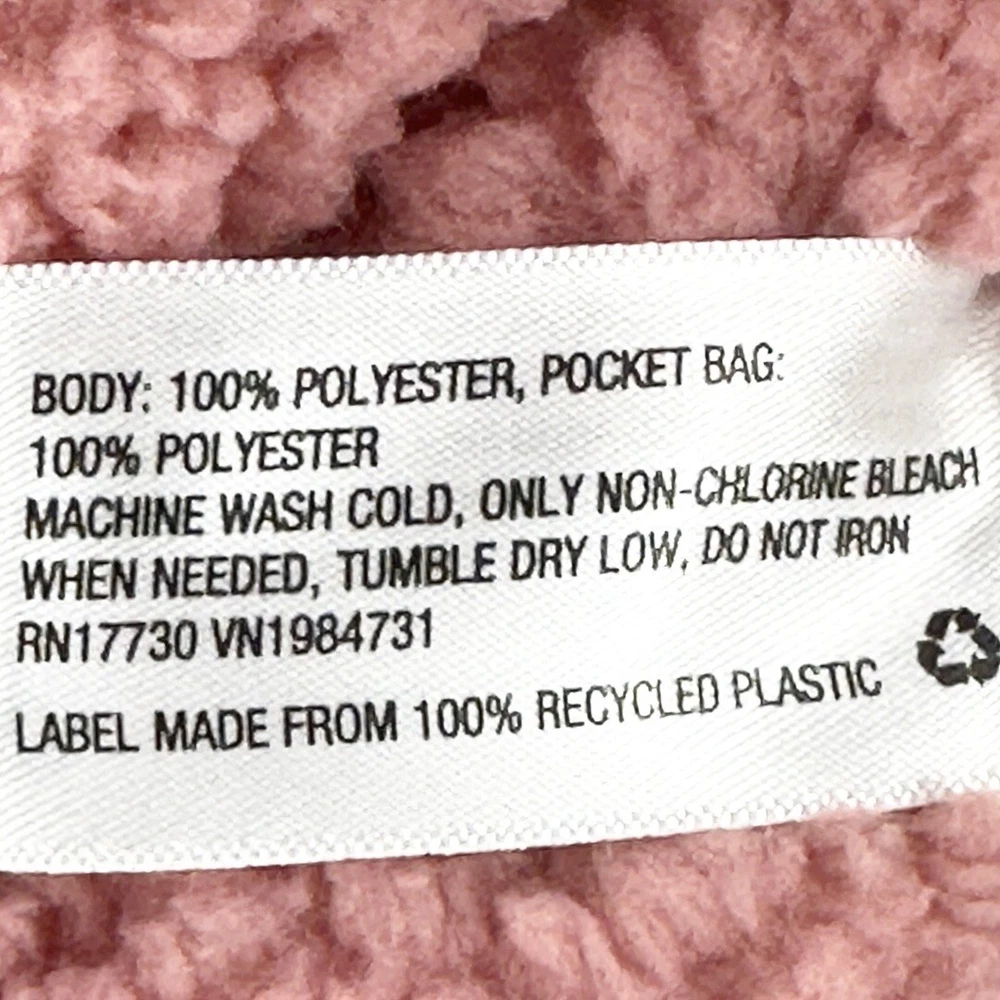 BODY: 100% POLYESTER, POCKET BAG:
100% POLYESTER
MACHINE WASH COLD, ONLY NON-CHLORINE BLEACH
WHEN NEEDED, TUMBLE DRY LOW, DO NOT IRON
RN17730 VN1984731
LABEL MADE FROM 100% RECYCLED PLASTIC